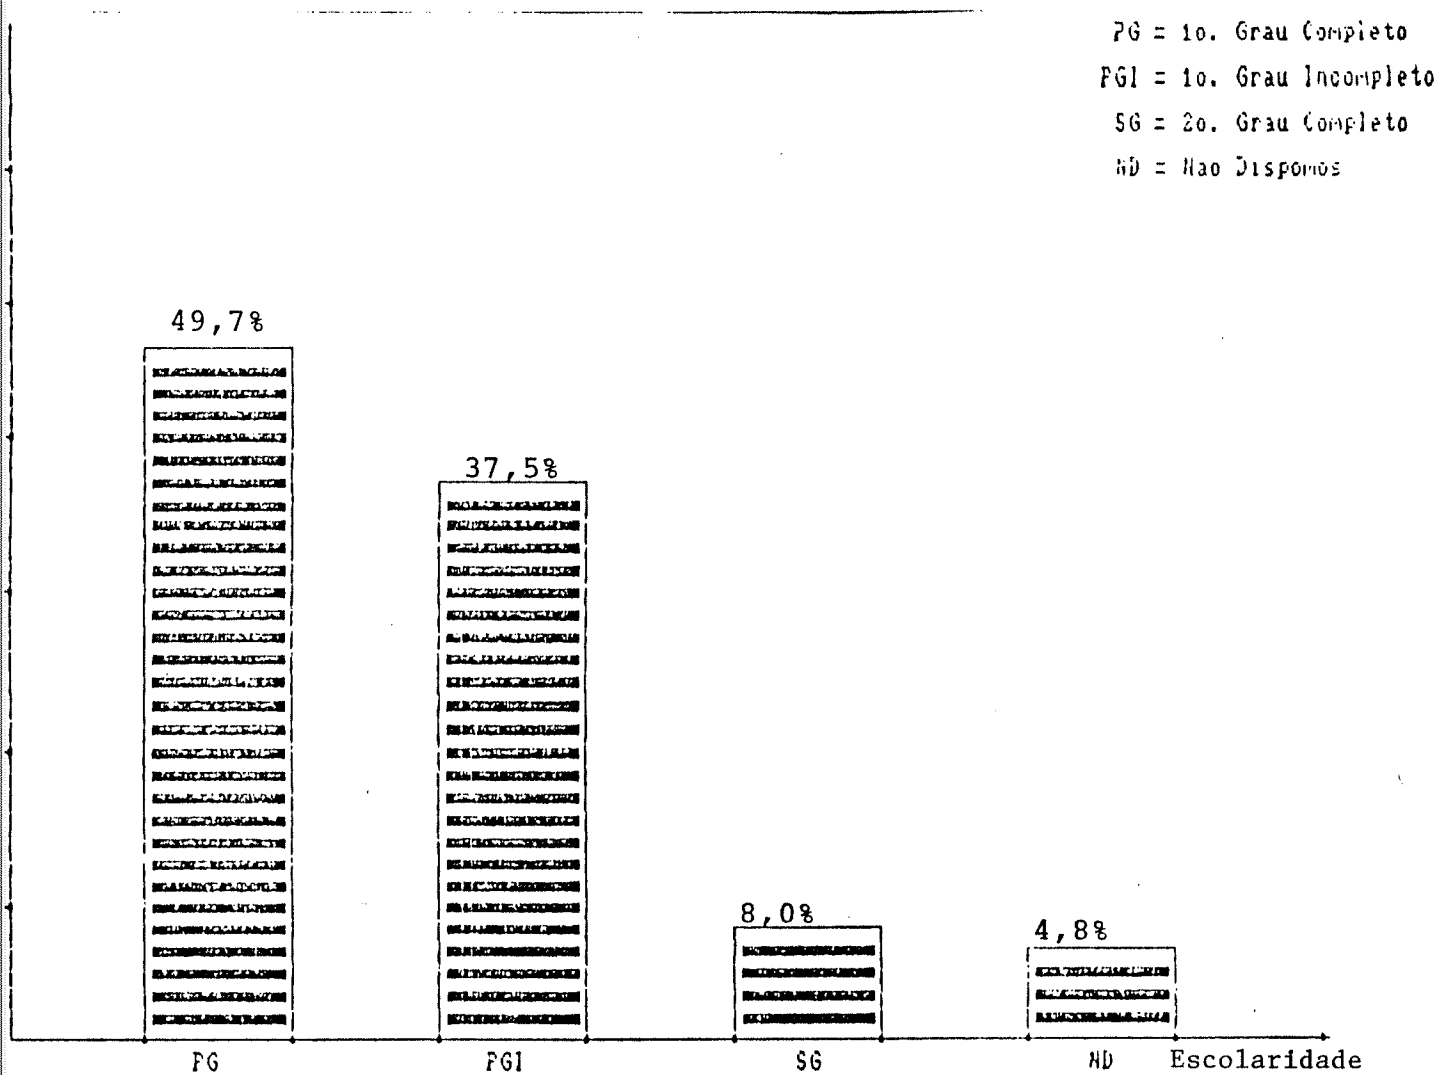 PG = 1o. Grau Completo
PGI = 1o. Grau Incompleto
SG = 2o. Grau Completo
ND = Nao Dispomos
49,7%
37,5%
8,0%
4,8%
PG PGI SG ND Escolaridade